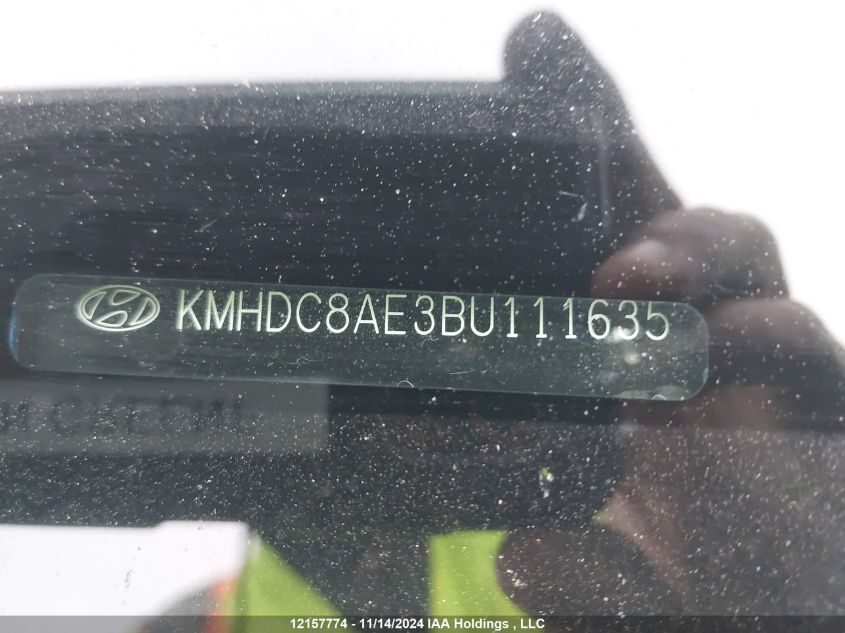 KMHDC8AE3BU111635
12157774 - 11/14/2024 IAA Holdings , LLC